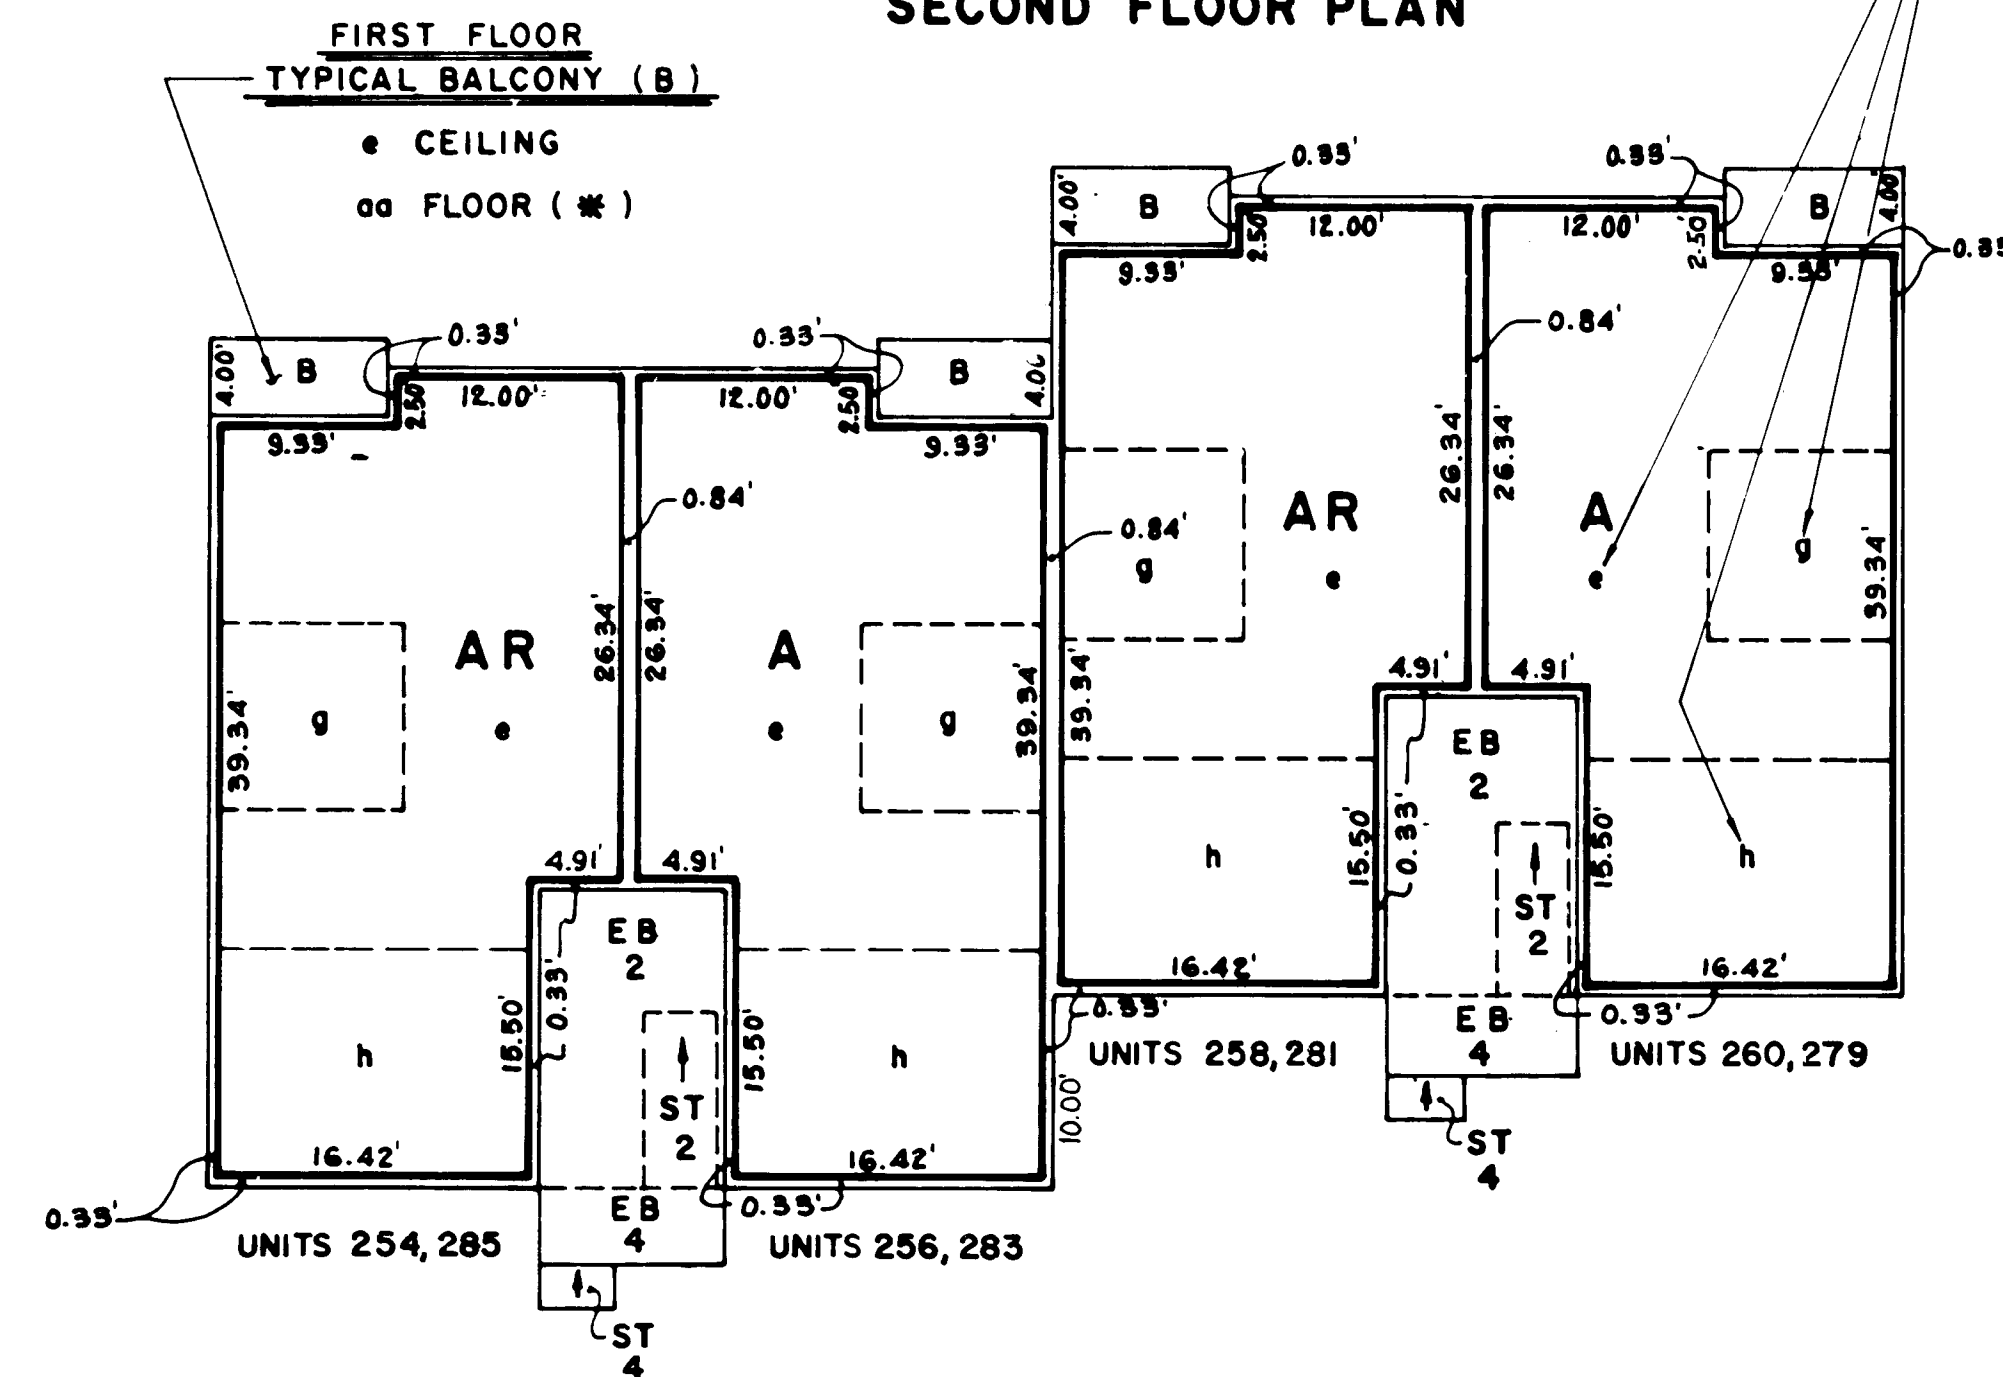 SECOND FLOOR PLAN
FIRST FLOOR
TYPICAL BALCONY (B)
e CEILING
aa FLOOR (*)
0.33'
0.33'
B
4.00'
12.00'
2.50'
9.33'
AR
g
e
26.34'
39.34'
0.84'
4.91'
h
15.50'
16.42'
0.33'
0.33'
UNITS 254, 285
B
12.00'
2.50
9.33'
A
g
e
26.34'
39.34'
0.84'
4.91'
EB
2
ST
2
EB
4
ST
4
h
15.50'
16.42'
0.33'
10.00'
UNITS 256, 283
0.33'
0.33'
4.00'
B
12.00'
2.50'
9.33'
AR
g
e
26.34'
39.34'
0.84'
4.91'
h
15.50'
0.33'
16.42'
0.33'
UNITS 258, 281
B
4.00'
12.00'
2.50'
9.33'
A
g
e
26.34'
39.34'
4.91'
EB
2
ST
2
EB
4
ST
4
h
15.50'
16.42'
0.33'
UNITS 260, 279